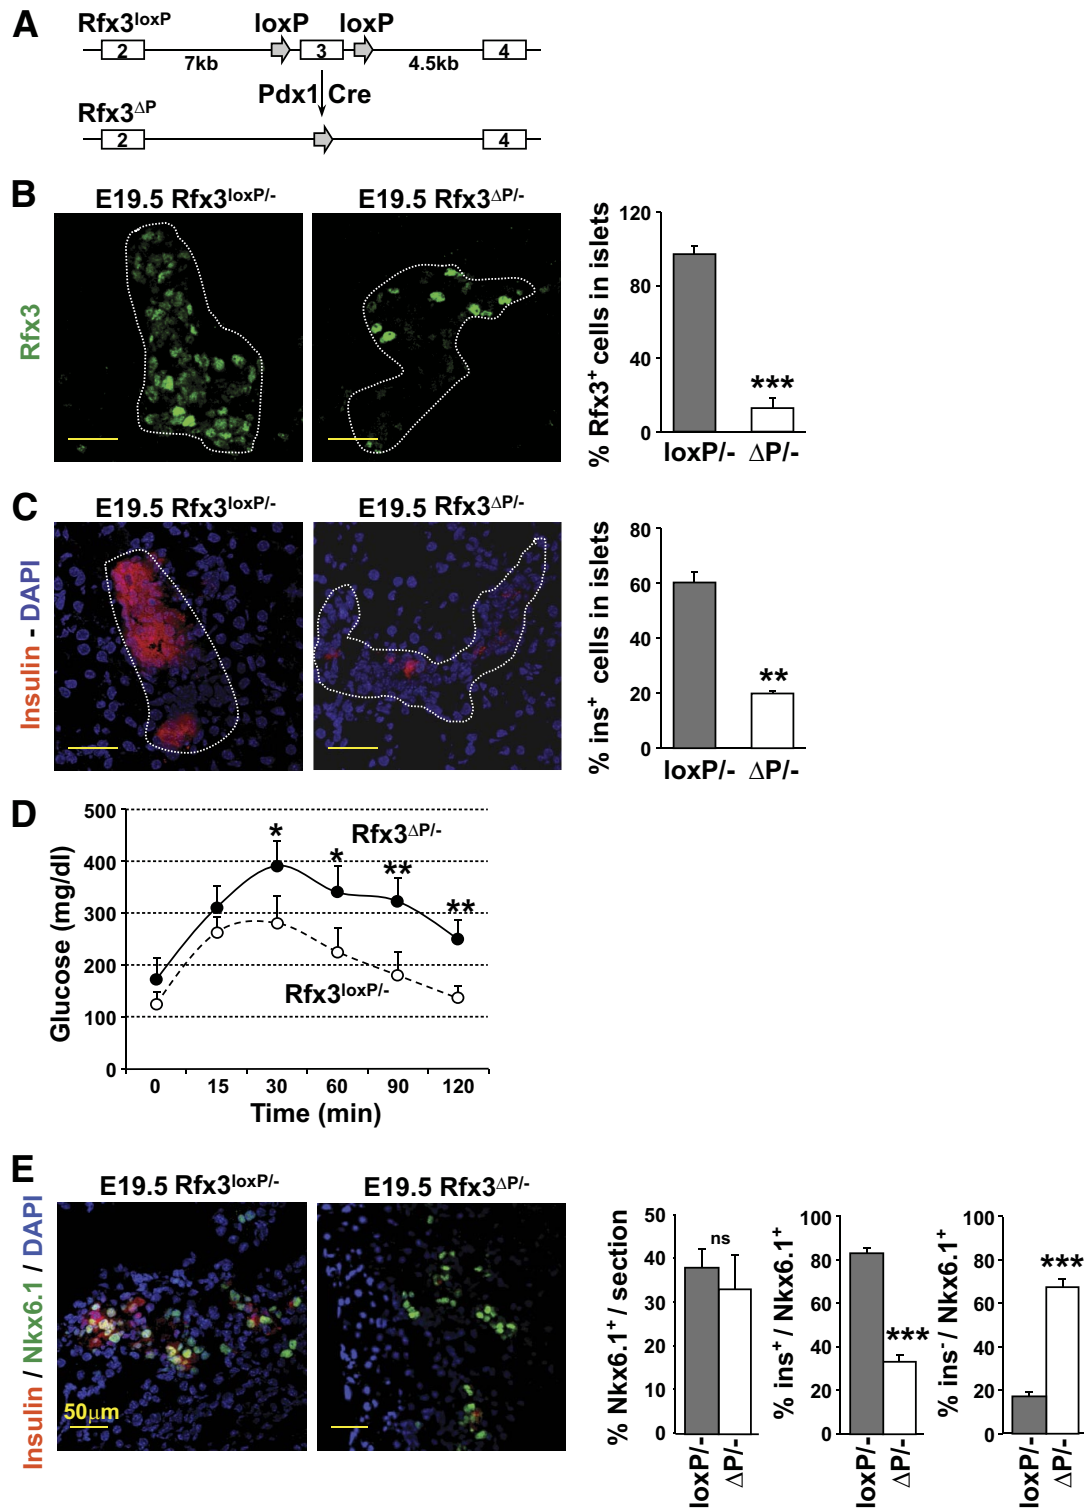 A
Rfx3loxP loxP loxP
2 3 4
7kb 4.5kb
Pdx1 Cre
Rfx3ΔP
2 4
B
E19.5 Rfx3loxP/- E19.5 Rfx3ΔP/-
Rfx3
% Rfx3+ cells in islets
120
80
40
0
***
loxP/- ΔP/-
C
E19.5 Rfx3loxP/- E19.5 Rfx3ΔP/-
Insulin - DAPI
% ins+ cells in islets
80
60
40
20
0
**
loxP/- ΔP/-
D
Glucose (mg/dl)
500
400
300
200
100
0
* * ** **
Rfx3ΔP/-
Rfx3loxP/-
0 15 30 60 90 120
Time (min)
E
E19.5 Rfx3loxP/- E19.5 Rfx3ΔP/-
Insulin / Nkx6.1 / DAPI
50μm
% Nkx6.1+ / section
50
40
30
20
10
0
ns
loxP/- ΔP/-
% ins+ / Nkx6.1+
100
80
60
40
20
0
***
loxP/- ΔP/-
% ins- / Nkx6.1+
100
80
60
40
20
0
***
loxP/- ΔP/-